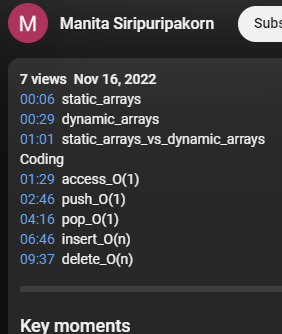 M
Manita Siripuripakorn
Subs
7 views Nov 16, 2022
00:06 static_arrays
00:29 dynamic_arrays
01:01 static_arrays_vs_dynamic_arrays
Coding
01:29 access_O(1)
02:46 push_O(1)
04:16 pop_O(1)
06:46 insert_O(n)
09:37 delete_O(n)
Key moments